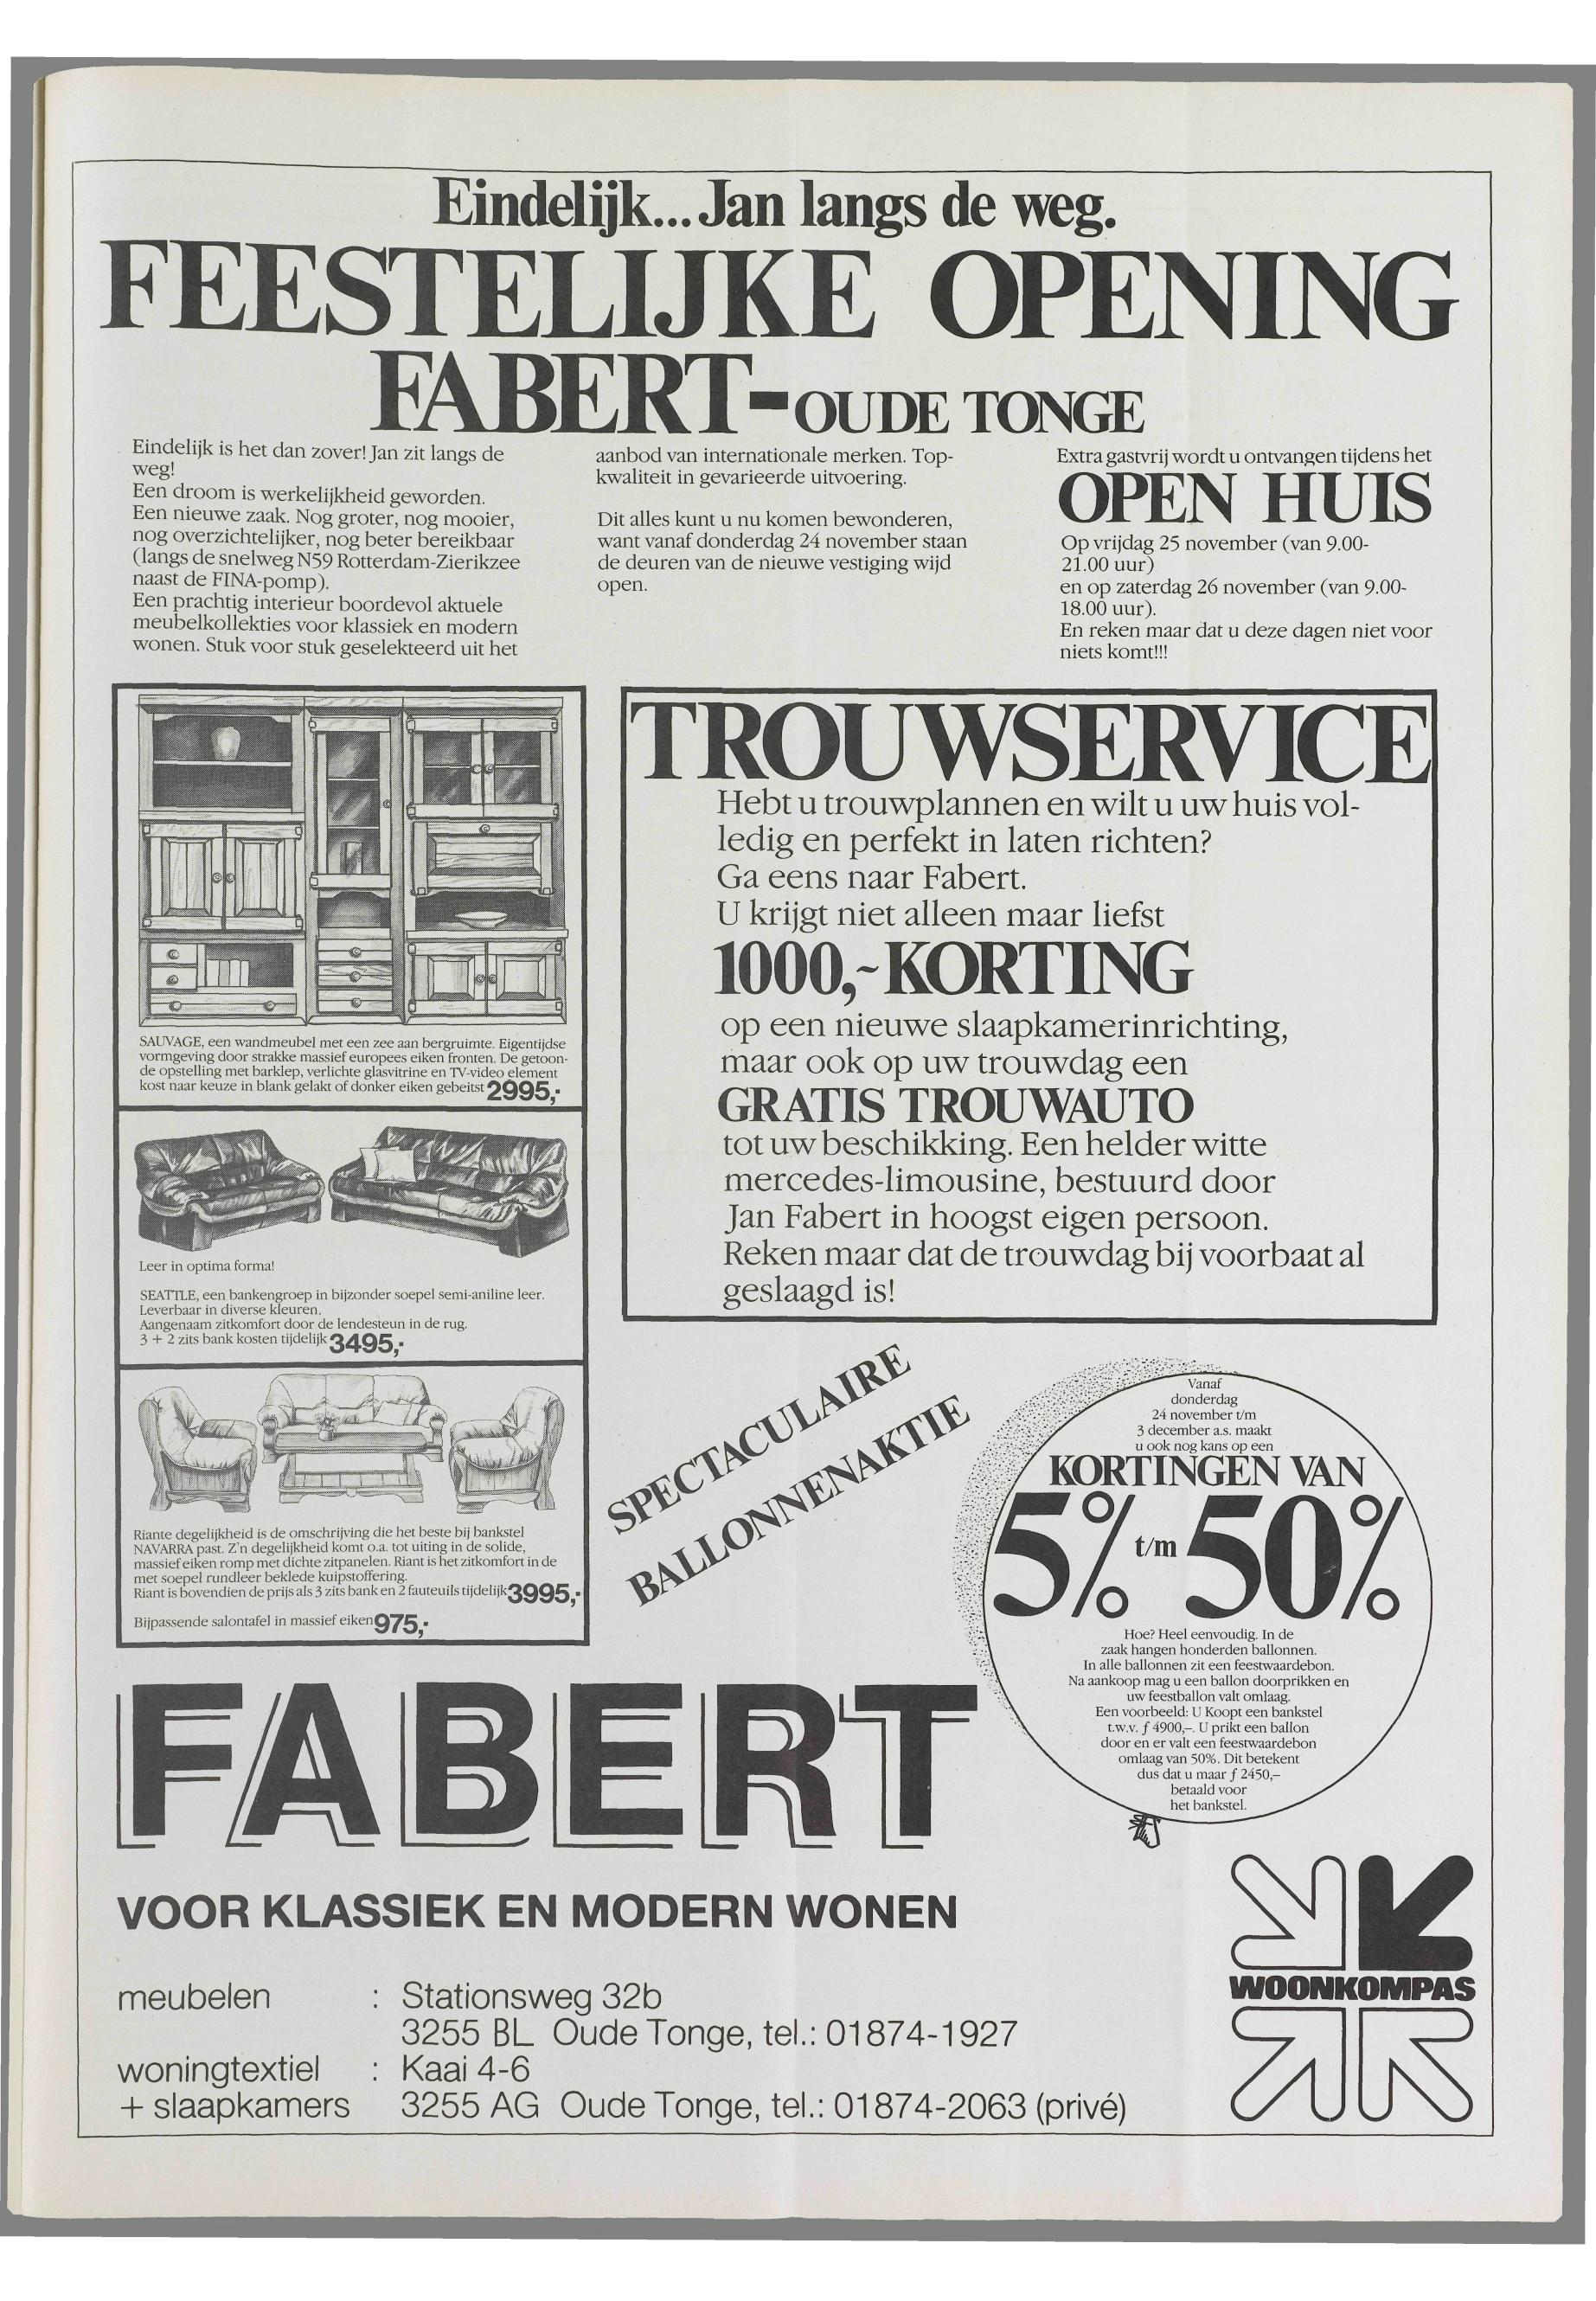 Eindelijk... Jan langs de weg.
FEESTELIJKE OPENING
FABERT-OUDE TONGE
Eindelijk is het dan zover! Jan zit langs de
weg!
Een droom is werkelijkheid geworden.
Een nieuwe zaak. Nog groter, nog mooier,
nog overzichtelijker, nog beter bereikbaar
(langs de snelweg N59 Rotterdam-Zierikzee
naast de FINA-pomp).
Een prachtig interieur boordevol aktuele
meubelkollekties voor klassiek en modern
wonen. Stuk voor stuk geselekteerd uit het
aanbod van internationale merken. Top-
kwaliteit in gevarieerde uitvoering.
Dit alles kunt u nu komen bewonderen,
want vanaf donderdag 24 november staan
de deuren van de nieuwe vestiging wijd
open.
Extra gastvrij wordt u ontvangen tijdens het
OPEN HUIS
Op vrijdag 25 november (van 9.00-
21.00 uur)
en op zaterdag 26 november (van 9.00-
18.00 uur).
En reken maar dat u deze dagen niet voor
niets komt!!!
SAUVAGE, een wandmeubel met een zee aan bergruimte. Eigentijdse
vormgeving door strakke massief europees eiken fronten. De getoon-
de opstelling met barklep, verlichte glasvitrine en TV-video element
kost naar keuze in blank gelakt of donker eiken gebeitst 2995,-
Leer in optima forma!
SEATTLE, een bankengroep in bijzonder soepel semi-aniline leer.
Leverbaar in diverse kleuren.
Aangenaam zitkomfort door de lendesteun in de rug.
3 + 2 zits bank kosten tijdelijk 3495,-
Riante degelijkheid is de omschrijving die het beste bij bankstel
NAVARRA past. Z'n degelijkheid komt o.a. tot uiting in de solide,
massief eiken romp met dichte zitpanelen. Riant is het zitkomfort in de
met soepel rundleer beklede kuipstoffering.
Riant is bovendien de prijs als 3 zits bank en 2 fauteuils tijdelijk 3995,-
Bijpassende salontafel in massief eiken 975,-
TROUWSERVICE
Hebt u trouwplannen en wilt u uw huis vol-
ledig en perfekt in laten richten?
Ga eens naar Fabert.
U krijgt niet alleen maar liefst
1000,- KORTING
op een nieuwe slaapkamerinrichting,
maar ook op uw trouwdag een
GRATIS TROUWAUTO
tot uw beschikking. Een helder witte
mercedes-limousine, bestuurd door
Jan Fabert in hoogst eigen persoon.
Reken maar dat de trouwdag bij voorbaat al
geslaagd is!
SPECTACULAIRE
BALLONNENAKTIE
Vanaf
donderdag
24 november t/m
3 december a.s. maakt
u ook nog kans op een
KORTINGEN VAN
5% t/m 50%
Hoe? Heel eenvoudig. In de
zaak hangen honderden ballonnen.
In alle ballonnen zit een feestwaardebon.
Na aankoop mag u een ballon doorprikken en
uw feestballon valt omlaag.
Een voorbeeld: U Koopt een bankstel
t.w.v. ƒ 4900,–. U prikt een ballon
door en er valt een feestwaardebon
omlaag van 50%. Dit betekent
dus dat u maar ƒ 2450,–
betaald voor
het bankstel.
FABERT
VOOR KLASSIEK EN MODERN WONEN
meubelen : Stationsweg 32b
3255 BL Oude Tonge, tel.: 01874-1927
woningtextiel : Kaai 4-6
+ slaapkamers 3255 AG Oude Tonge, tel.: 01874-2063 (privé)
WOONKOMPAS